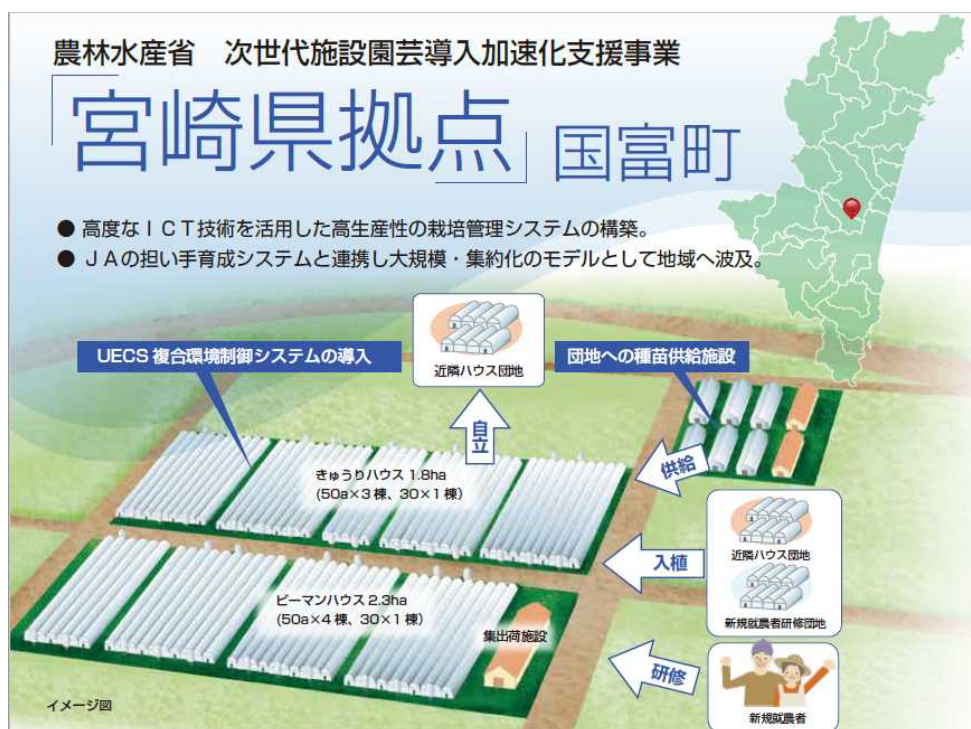 農林水産省　次世代施設園芸導入加速化支援事業
「宮崎県拠点」国富町
● 高度なＩＣＴ技術を活用した高生産性の栽培管理システムの構築。
● ＪＡの担い手育成システムと連携し大規模・集約化のモデルとして地域へ波及。
近隣ハウス団地
UECS 複合環境制御システムの導入
団地への種苗供給施設
自立
供給
きゅうりハウス 1.8ha
(50a×3 棟、30×1 棟)
近隣ハウス団地
入植
新規就農者研修団地
ピーマンハウス 2.3ha
(50a×4 棟、30×1 棟)
集出荷施設
研修
新規就農者
イメージ図